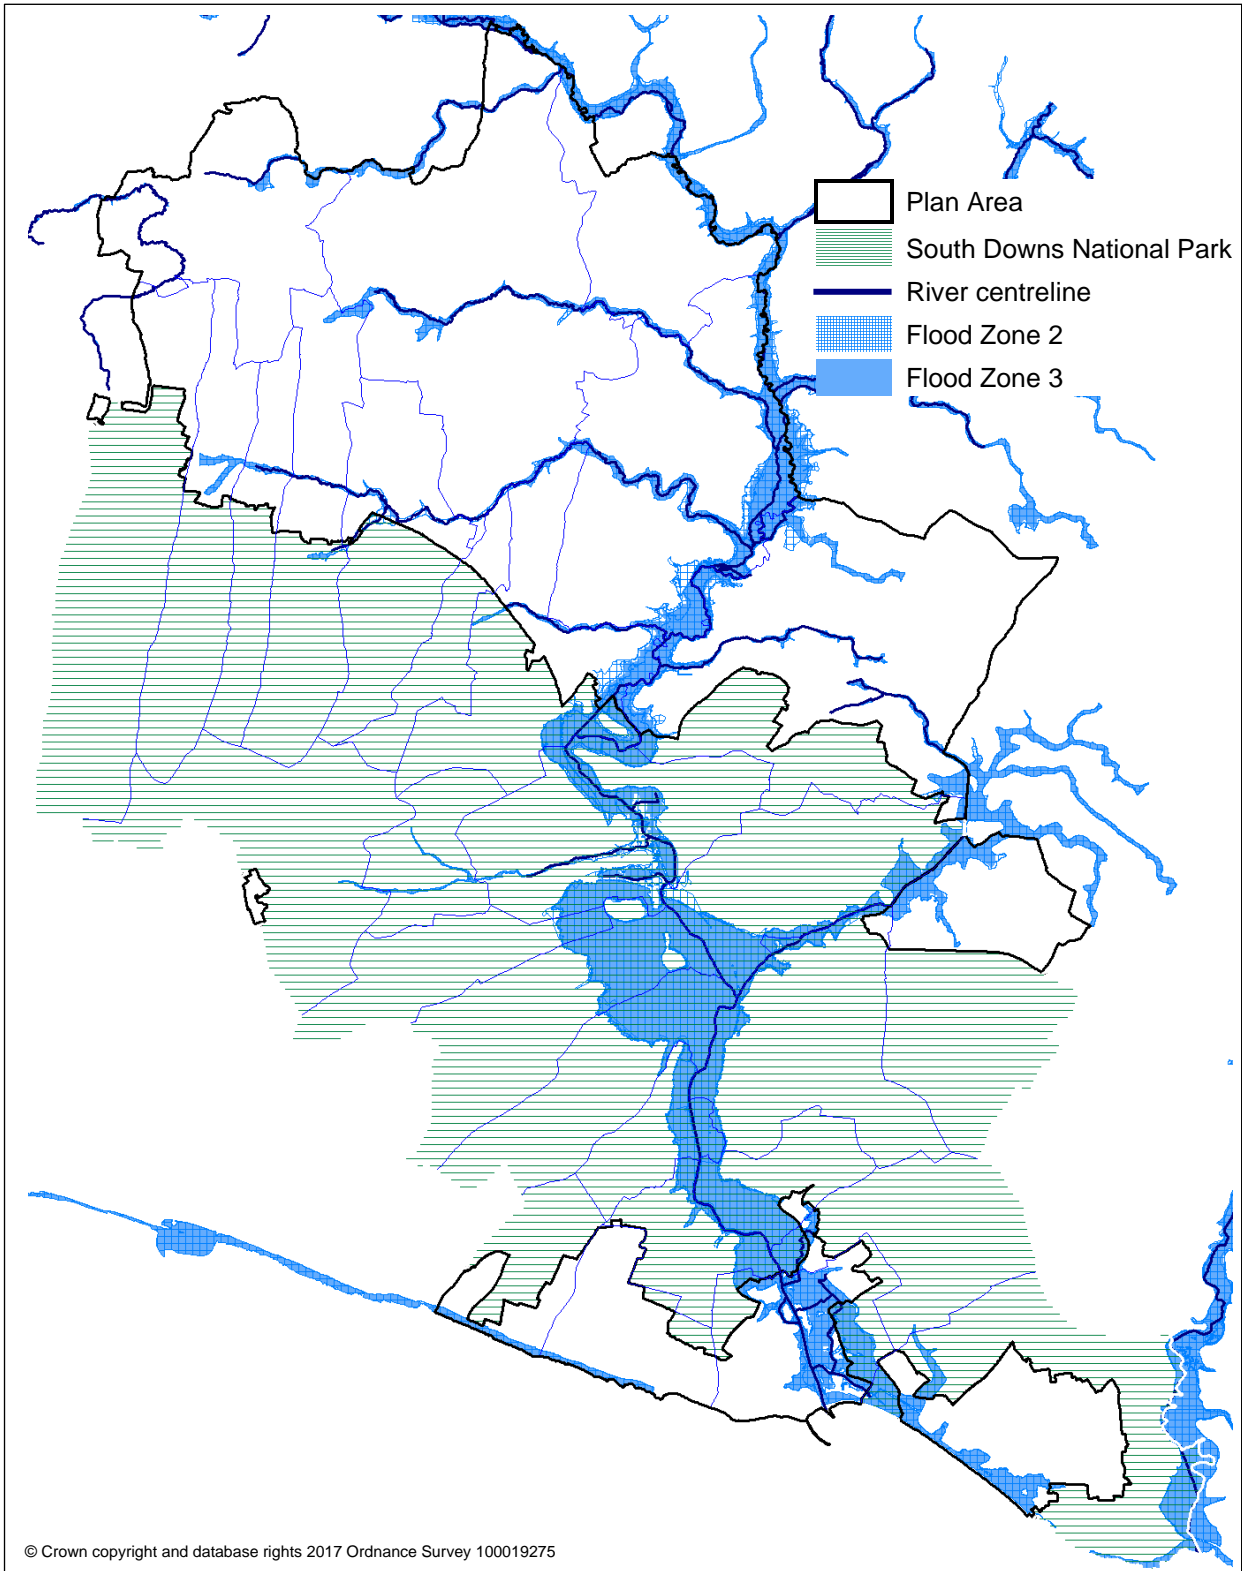 Plan Area
South Downs National Park
River centreline
Flood Zone 2
Flood Zone 3
© Crown copyright and database rights 2017 Ordnance Survey 100019275